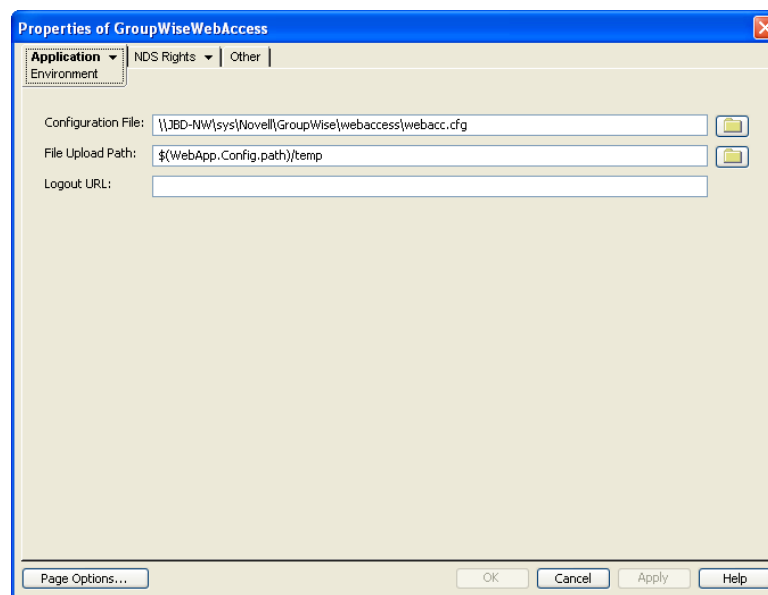 Properties of GroupWiseWebAccess
Application NDS Rights Other
Environment
Configuration File: \\JBD-NW\sys\Novell\GroupWise\webaccess\webacc.cfg
File Upload Path: $(WebApp.Config.path)/temp
Logout URL:
Page Options... OK Cancel Apply Help